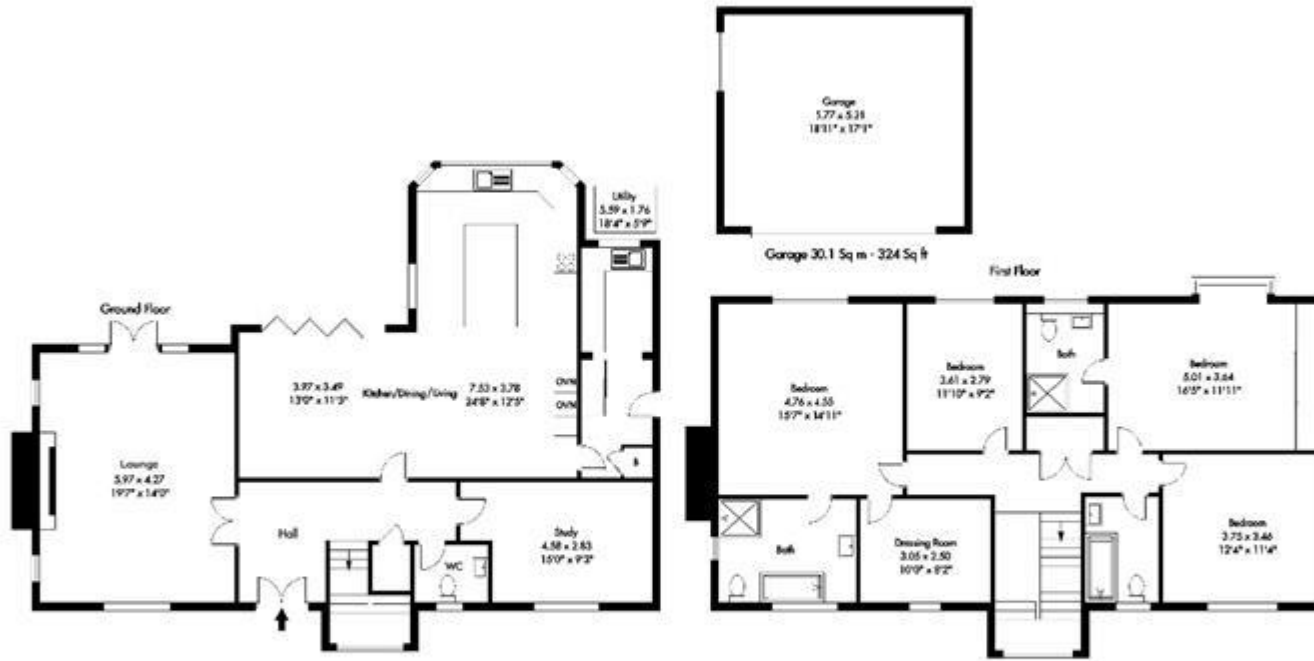 Garage
5.77 x 5.21
18'11" x 17'1"
Garage 30.1 Sq m - 324 Sq ft
Utility
5.59 x 1.76
18'4" x 5'9"
Ground Floor
3.97 x 3.49
13'0" x 11'5"
Kitchen/Dining/Living
7.53 x 3.78
24'8" x 12'5"
OVN
OVN
B
Lounge
5.97 x 4.27
19'7" x 14'0"
Hall
WC
Study
4.58 x 2.83
15'0" x 9'3"
First Floor
Bedroom
4.76 x 4.55
15'7" x 14'11"
Bedroom
3.61 x 2.79
11'10" x 9'2"
Bath
Bedroom
5.01 x 3.64
16'5" x 11'11"
Bath
Dressing Room
3.05 x 2.50
10'0" x 8'2"
Bedroom
3.75 x 3.46
12'4" x 11'4"